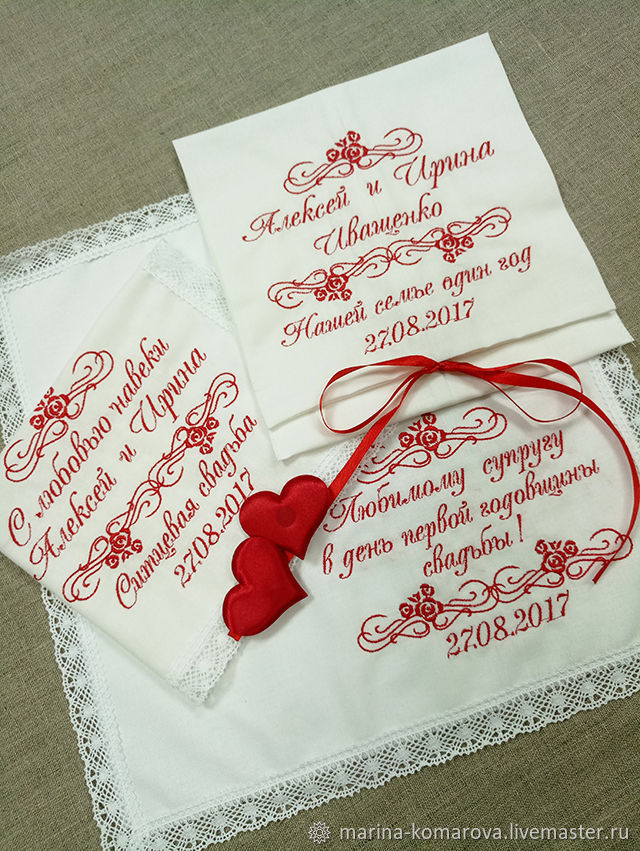 Алексей и Ирина
Иващенко
Нашей семье один год
27.08.2017
С любовью навеки
Алексей и Ирина
Ситцевая свадьба
27.08.2017
Любимому супругу
в день первой годовщины
свадьбы!
27.08.2017
marina-komarova.livemaster.ru